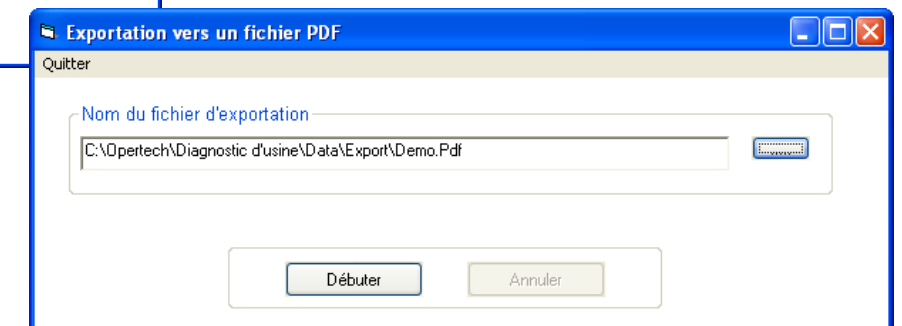 Exportation vers un fichier PDF
Quitter
Nom du fichier d'exportation
C:\Opertech\Diagnostic d'usine\Data\Export\Demo.Pdf
Débuter
Annuler